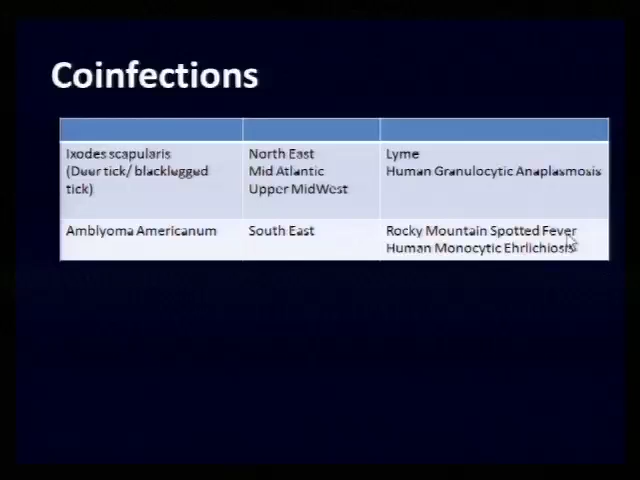 Coinfections
Ixodes scapularis
(Deer tick/ blacklegged
tick)
North East
Mid Atlantic
Upper MidWest
Lyme
Human Granulocytic Anaplasmosis
Amblyoma Americanum
South East
Rocky Mountain Spotted Fever
Human Monocytic Ehrlichiosis